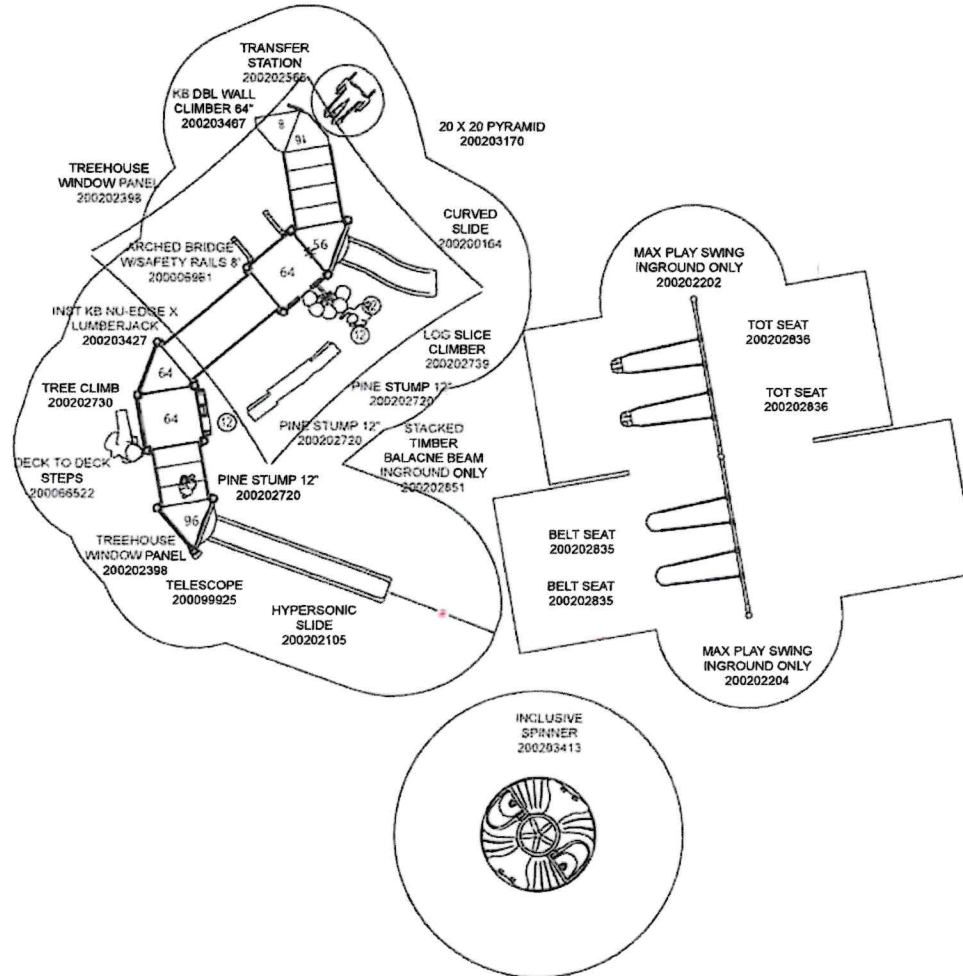 TRANSFER
STATION
200202566
KB DBL WALL
CLIMBER 64"
200203467
20 X 20 PYRAMID
200203170
TREEHOUSE
WINDOW PANEL
200202398
CURVED
SLIDE
200200164
ARCHED BRIDGE
W/SAFETY RAILS 8'
200006981
INST KB NU-EDGE X
LUMBERJACK
200203427
LOG SLICE
CLIMBER
200202739
TREE CLIMB
200202730
PINE STUMP 12"
200202720
PINE STUMP 12"
200202720
STACKED
TIMBER
BALACNE BEAM
INGROUND ONLY
200202851
DECK TO DECK
STEPS
200066522
PINE STUMP 12"
200202720
TREEHOUSE
WINDOW PANEL
200202398
TELESCOPE
200099925
HYPERSONIC
SLIDE
200202105
8
16
56
64
64
64
96
12
12
MAX PLAY SWING
INGROUND ONLY
200202202
TOT SEAT
200202836
TOT SEAT
200202836
BELT SEAT
200202835
BELT SEAT
200202835
MAX PLAY SWING
INGROUND ONLY
200202204
INCLUSIVE
SPINNER
200203413